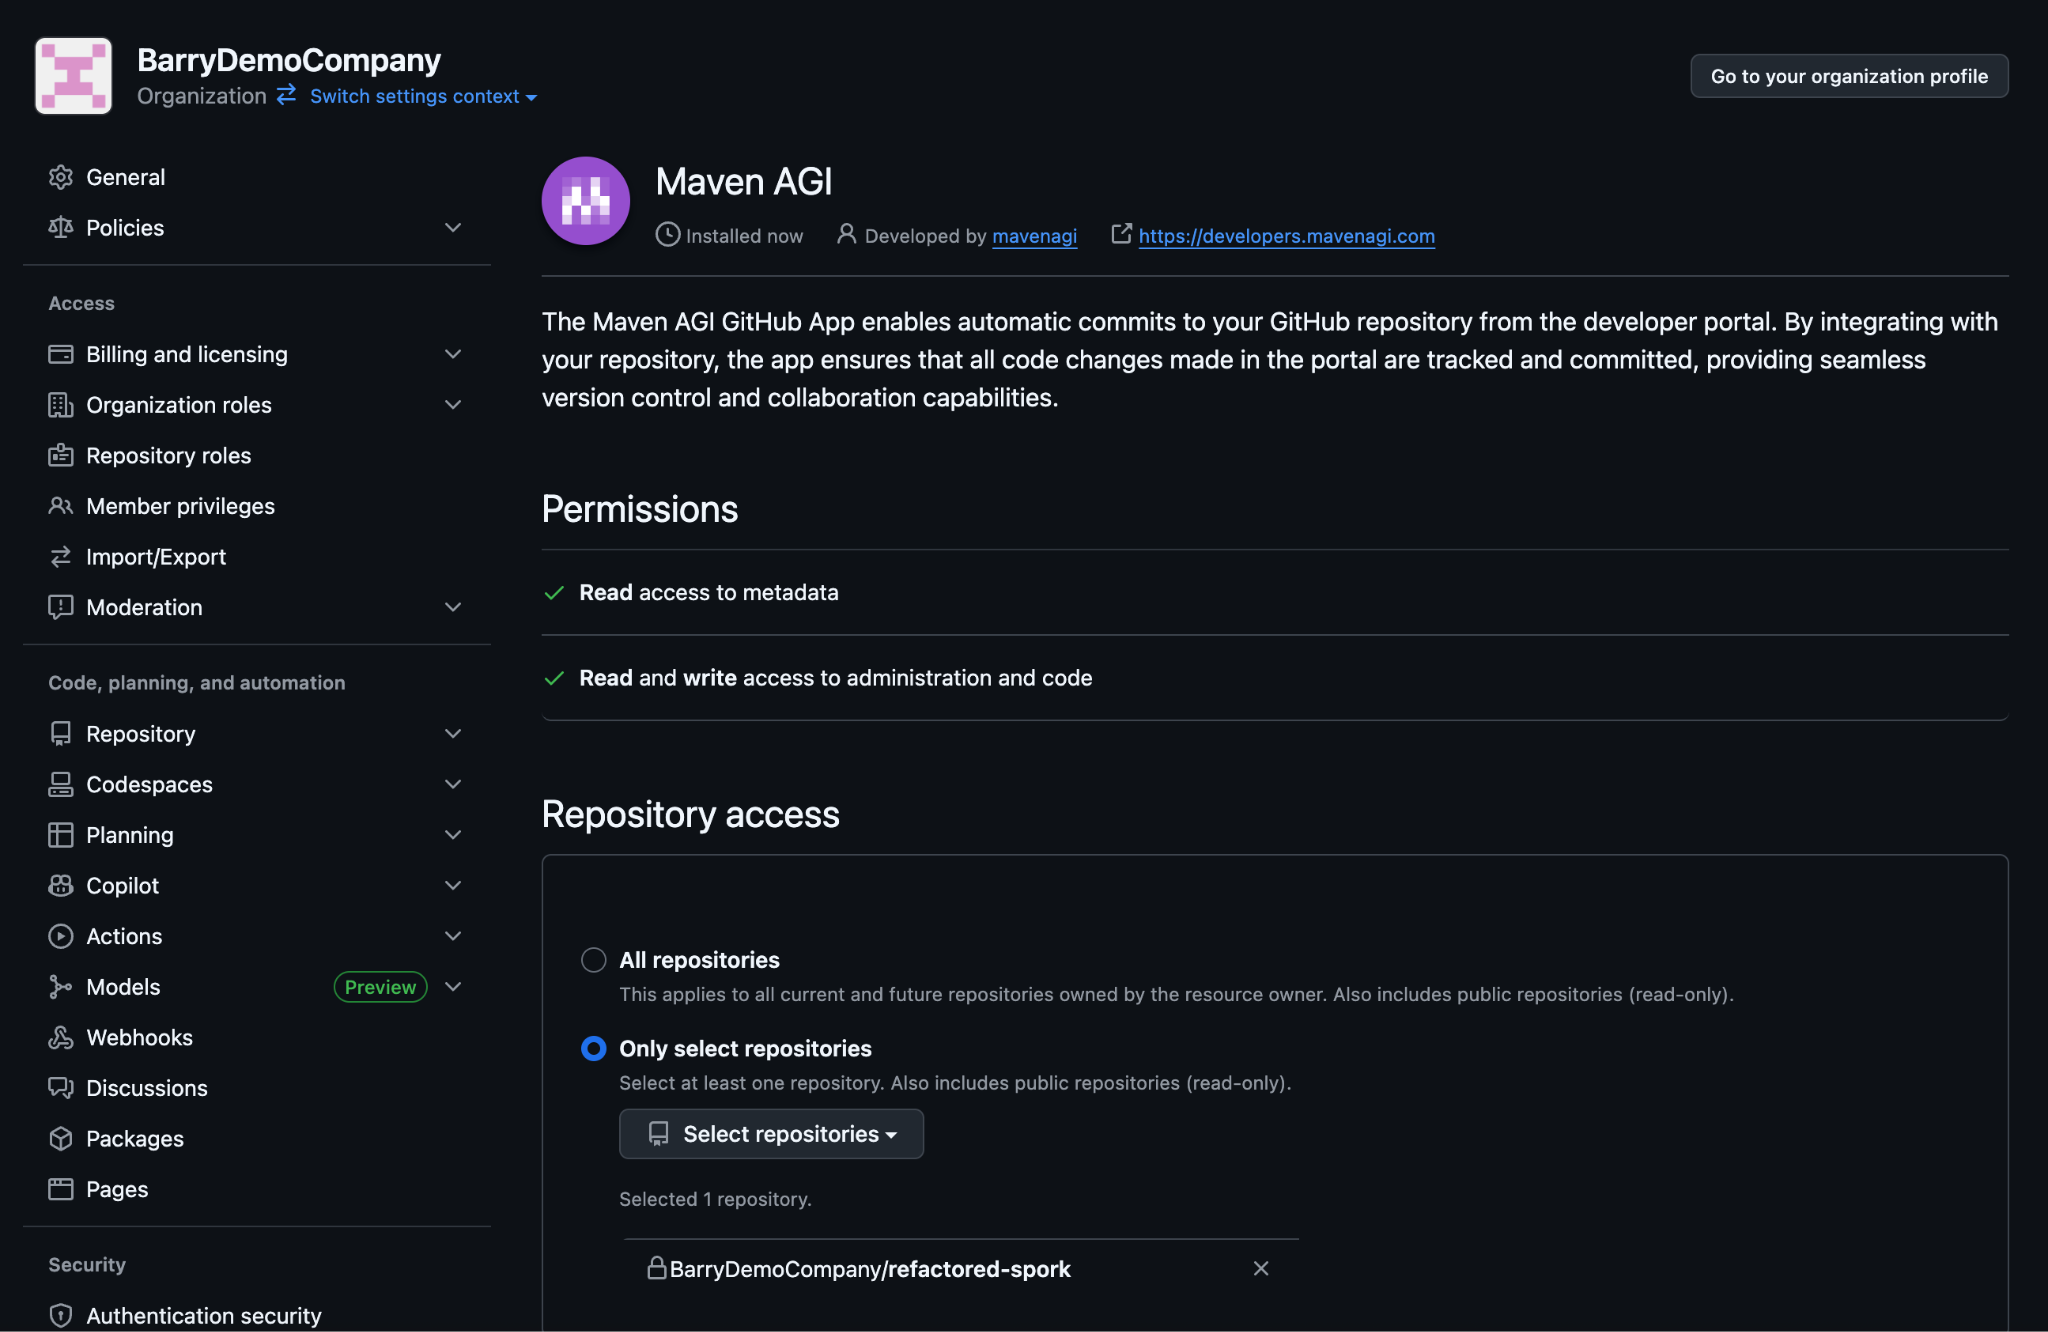 BarryDemoCompany
Organization Switch settings context
Go to your organization profile
General
Policies
Access
Billing and licensing
Organization roles
Repository roles
Member privileges
Import/Export
Moderation
Code, planning, and automation
Repository
Codespaces
Planning
Copilot
Actions
Models Preview
Webhooks
Discussions
Packages
Pages
Security
Authentication security
Maven AGI
Installed now Developed by mavenagi https://developers.mavenagi.com
The Maven AGI GitHub App enables automatic commits to your GitHub repository from the developer portal. By integrating with
your repository, the app ensures that all code changes made in the portal are tracked and committed, providing seamless
version control and collaboration capabilities.
Permissions
Read access to metadata
Read and write access to administration and code
Repository access
All repositories
This applies to all current and future repositories owned by the resource owner. Also includes public repositories (read-only).
Only select repositories
Select at least one repository. Also includes public repositories (read-only).
Select repositories
Selected 1 repository.
BarryDemoCompany/refactored-spork